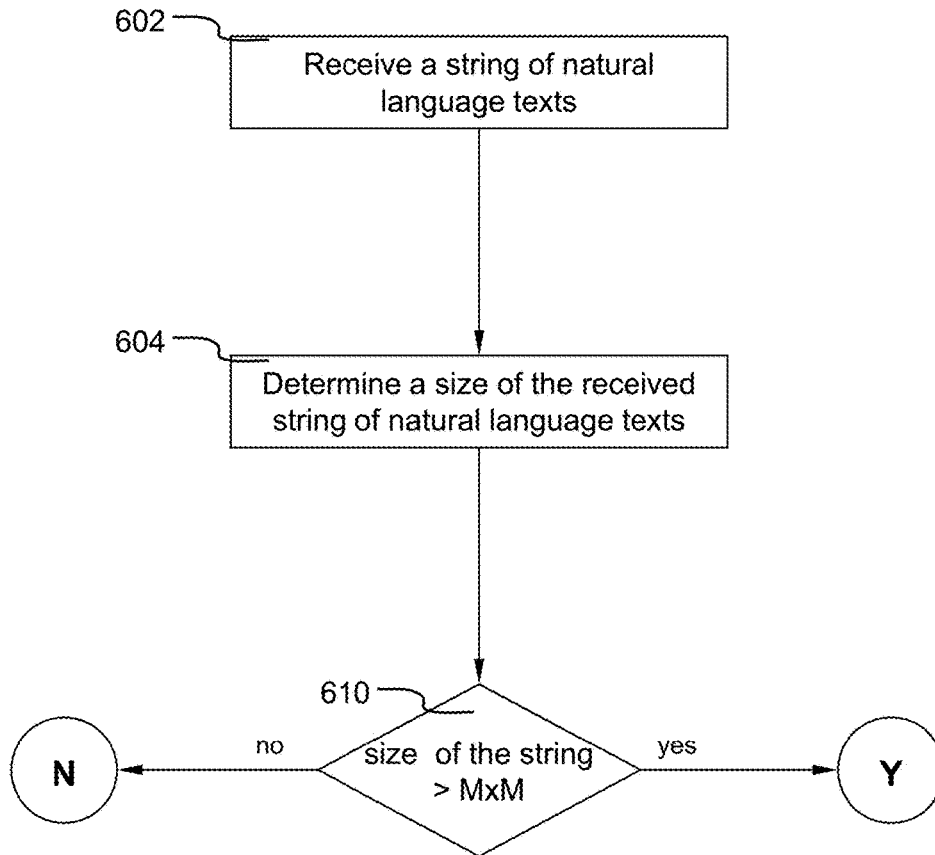 602
Receive a string of natural
language texts
604
Determine a size of the received
string of natural language texts
610
N
no
size of the string
> MxM
yes
Y